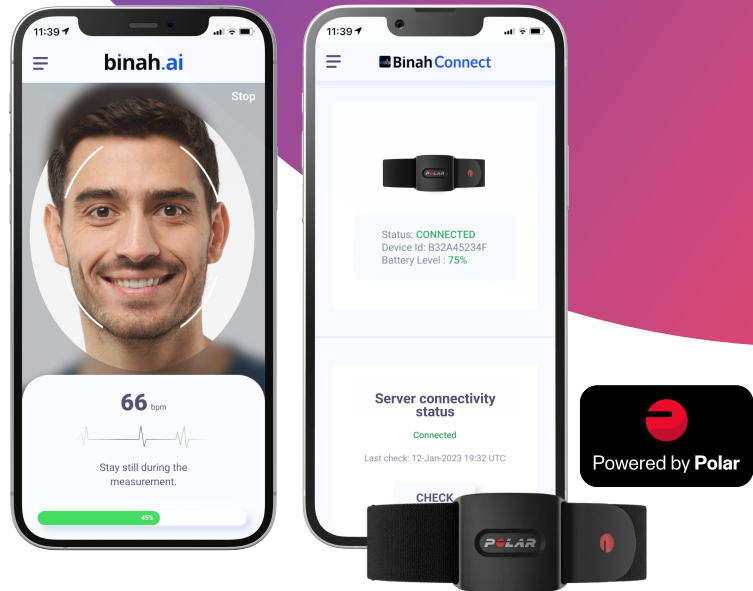 11:39
binah.ai
Stop
66 bpm
Stay still during the
measurement.
45%
11:39
Binah Connect
POLAR
Status: CONNECTED
Device Id: B32A45234F
Battery Level : 75%
Server connectivity
status
Connected
Last check: 12-Jan-2023 19:32 UTC
CHECK
POLAR
Powered by Polar